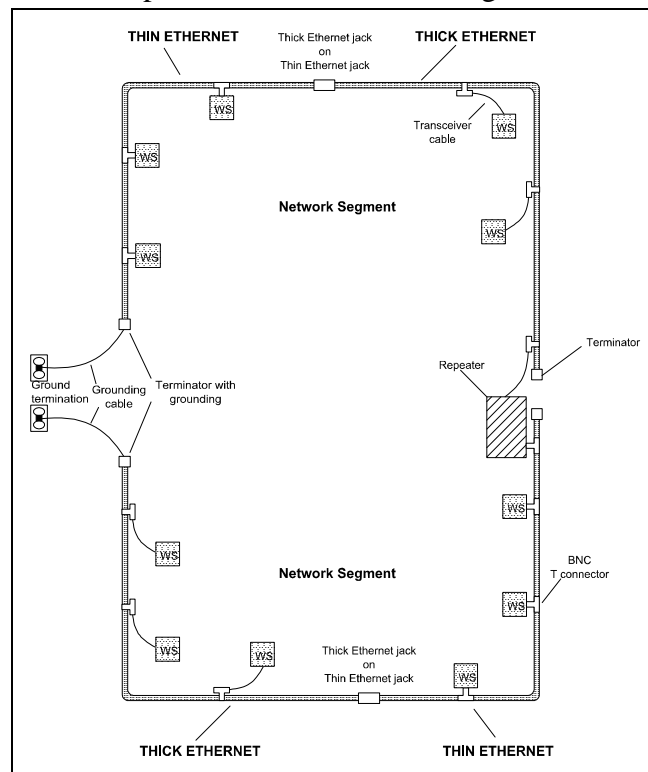 THIN ETHERNET
Thick Ethernet jack
on
Thin Ethernet jack
THICK ETHERNET
WS
Transceiver
cable
WS
WS
Network Segment
WS
WS
Terminator
Repeater
Ground
termination
Grounding
cable
Terminator with
grounding
WS
WS
BNC
T connector
Network Segment
WS
WS
WS
Thick Ethernet jack
on
Thin Ethernet jack
WS
WS
THICK ETHERNET
THIN ETHERNET